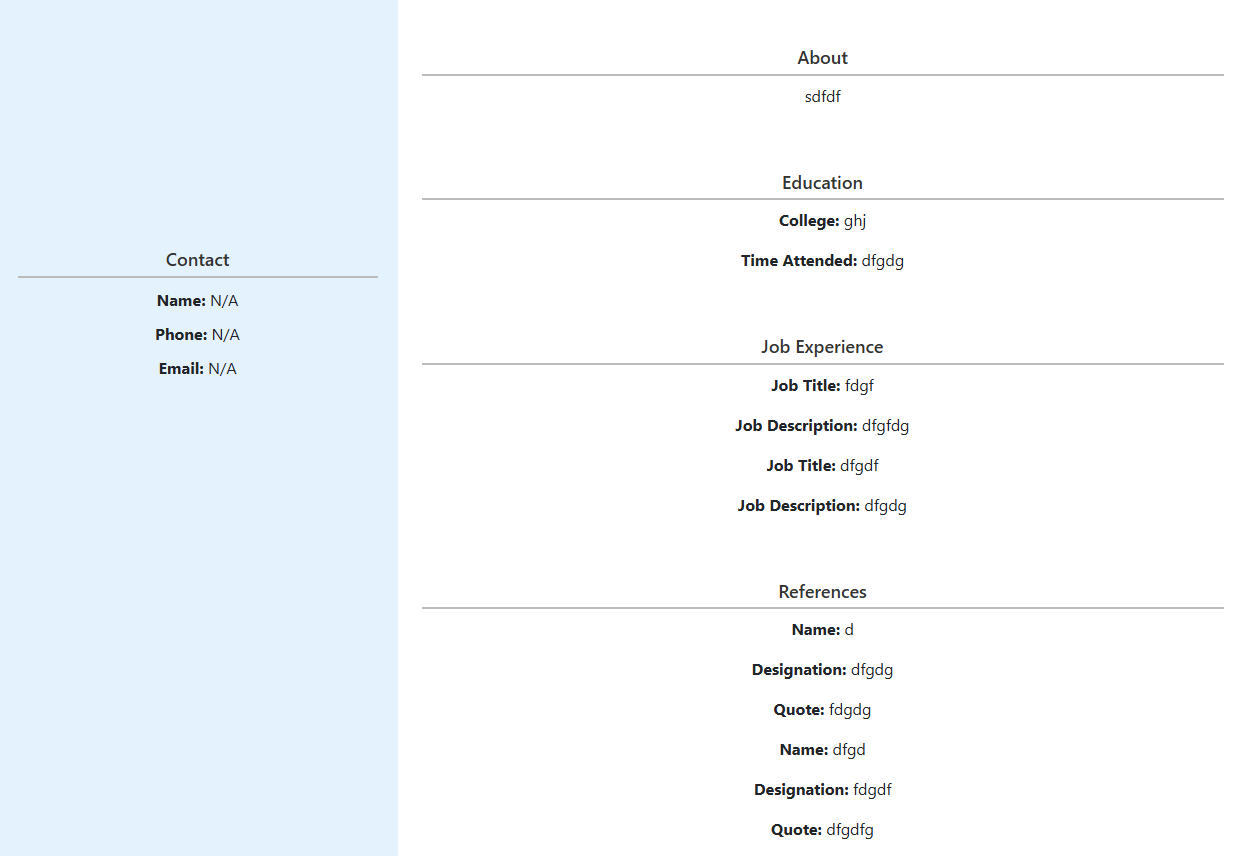 Contact
Name: N/A
Phone: N/A
Email: N/A
About
sdfdf
Education
College: ghj
Time Attended: dfgdg
Job Experience
Job Title: fdgf
Job Description: dfgfdg
Job Title: dfgdf
Job Description: dfgdg
References
Name: d
Designation: dfgdg
Quote: fdgdg
Name: dfgd
Designation: fdgdf
Quote: dfgdfg